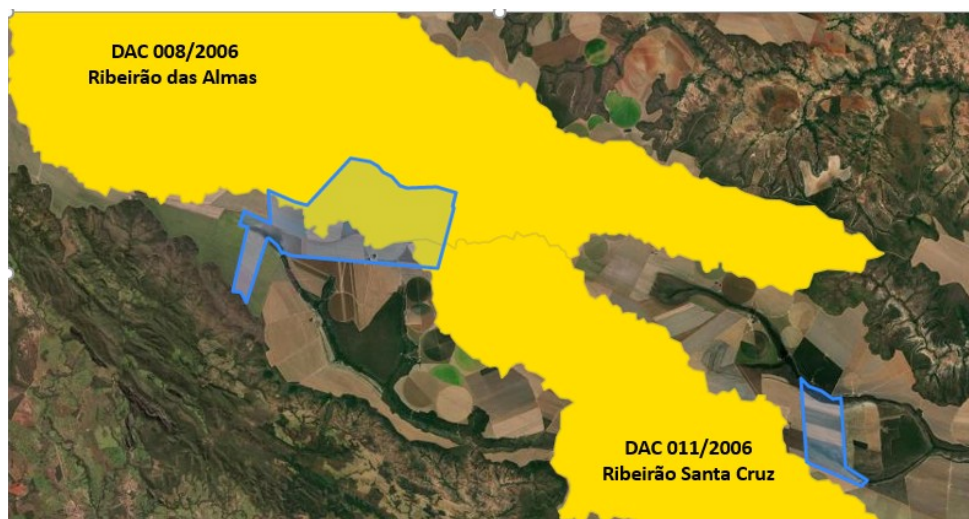 DAC 008/2006
Ribeirão das Almas
DAC 011/2006
Ribeirão Santa Cruz